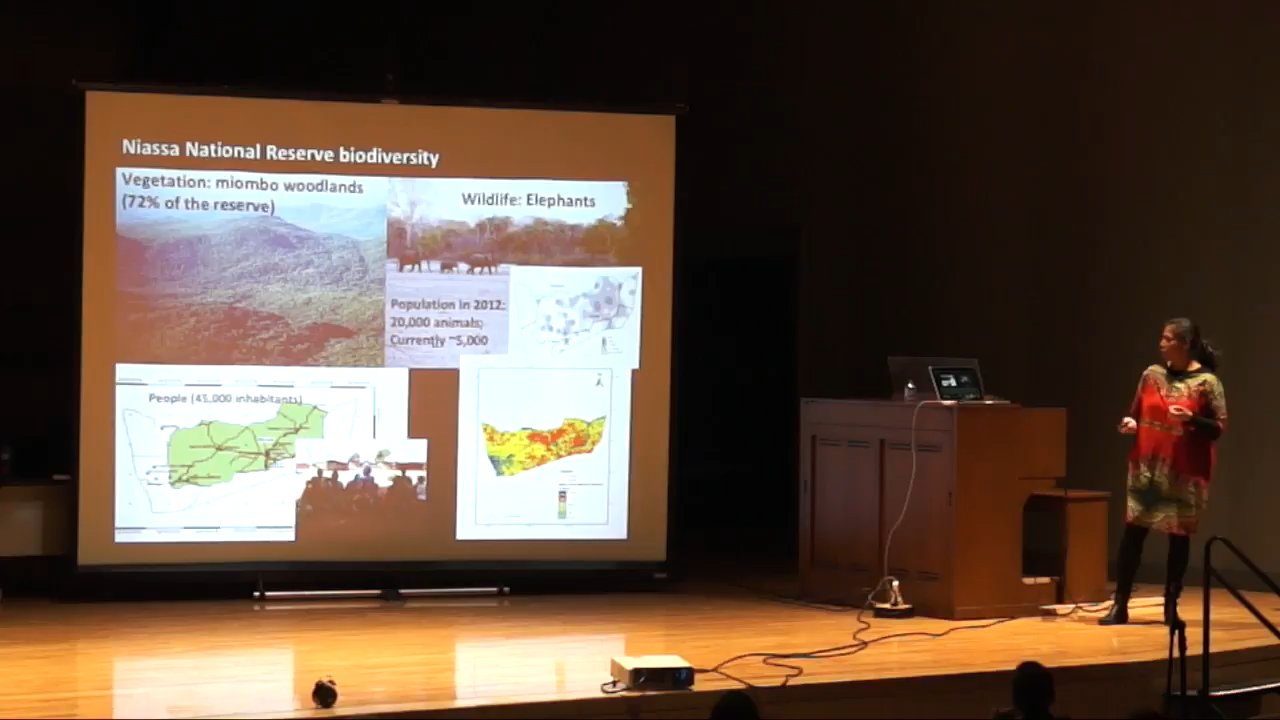 Niassa National Reserve biodiversity
Vegetation: miombo woodlands
(72% of the reserve)
Wildlife: Elephants
Population in 2012:
20,000 animals;
Currently ~5,000
People (45,000 inhabitants)